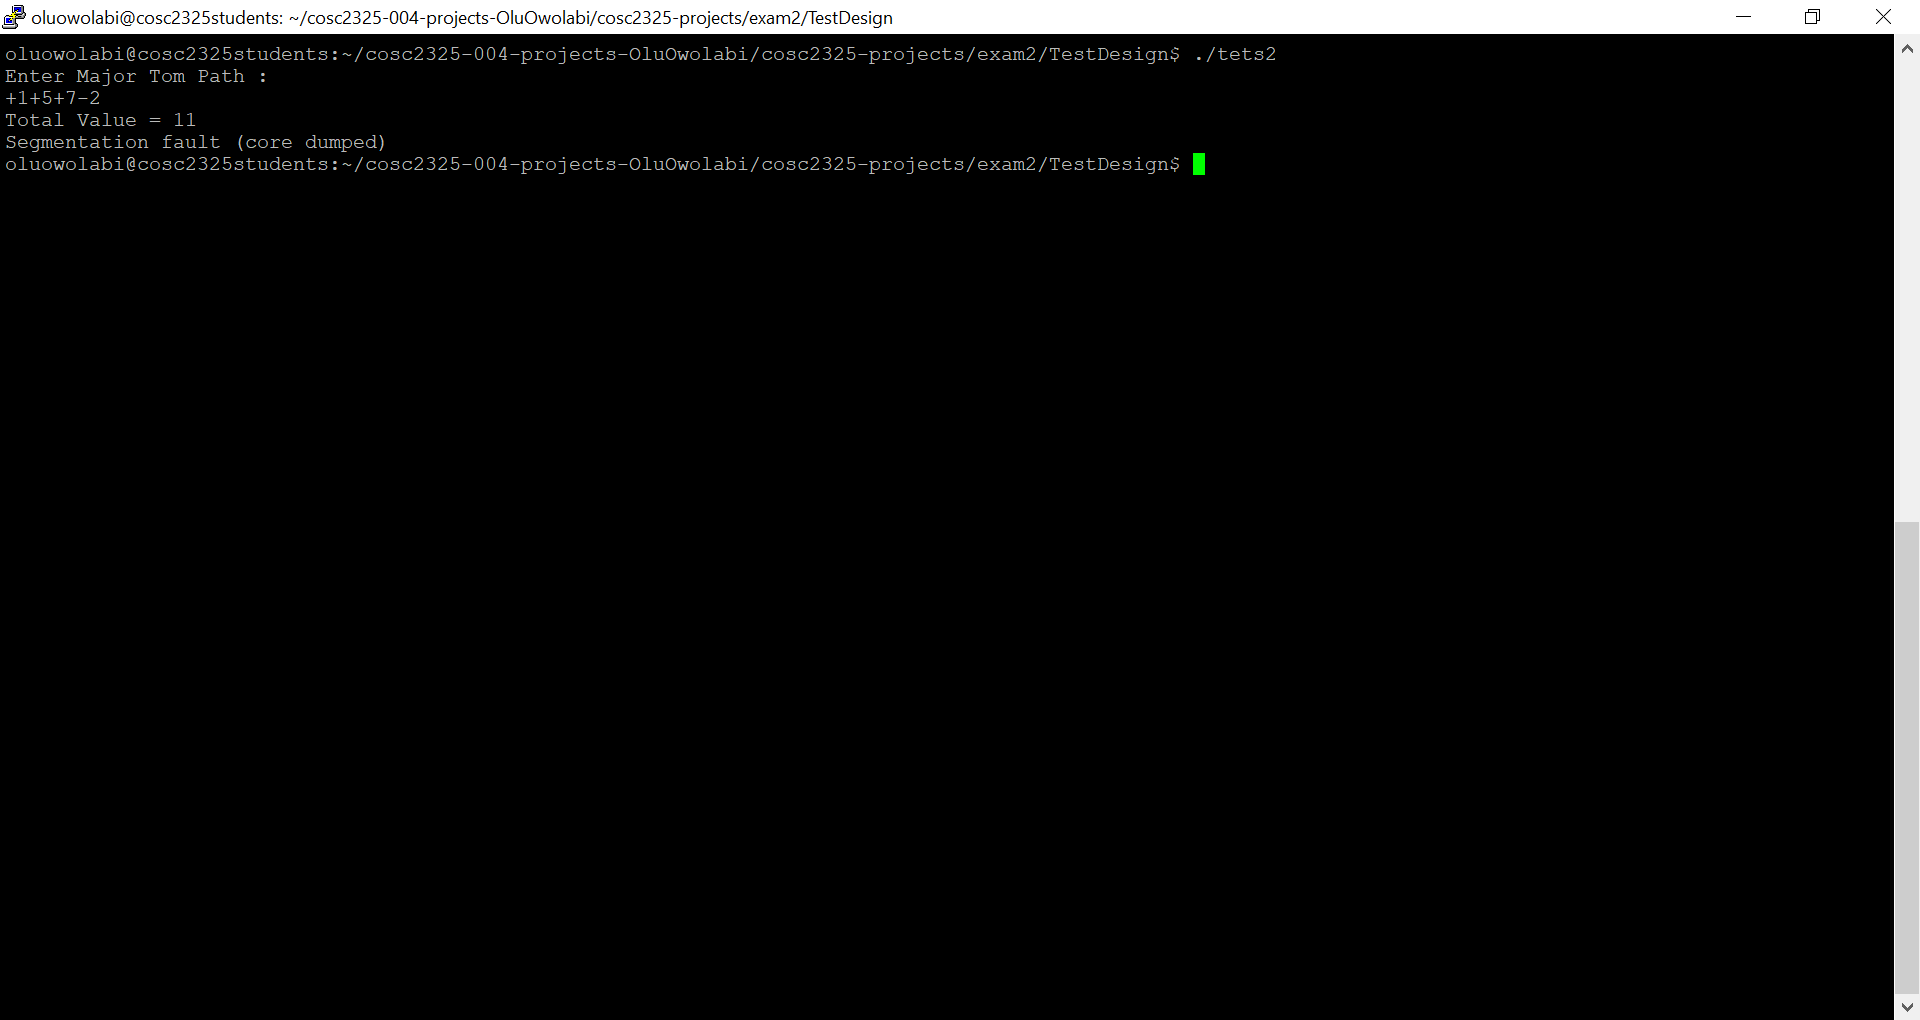 oluowolabi@cosc2325students: ~/cosc2325-004-projects-OluOwolabi/cosc2325-projects/exam2/TestDesign
oluowolabi@cosc2325students:~/cosc2325-004-projects-OluOwolabi/cosc2325-projects/exam2/TestDesign$ ./tets2
Enter Major Tom Path :
+1+5+7-2
Total Value = 11
Segmentation fault (core dumped)
oluowolabi@cosc2325students:~/cosc2325-004-projects-OluOwolabi/cosc2325-projects/exam2/TestDesign$